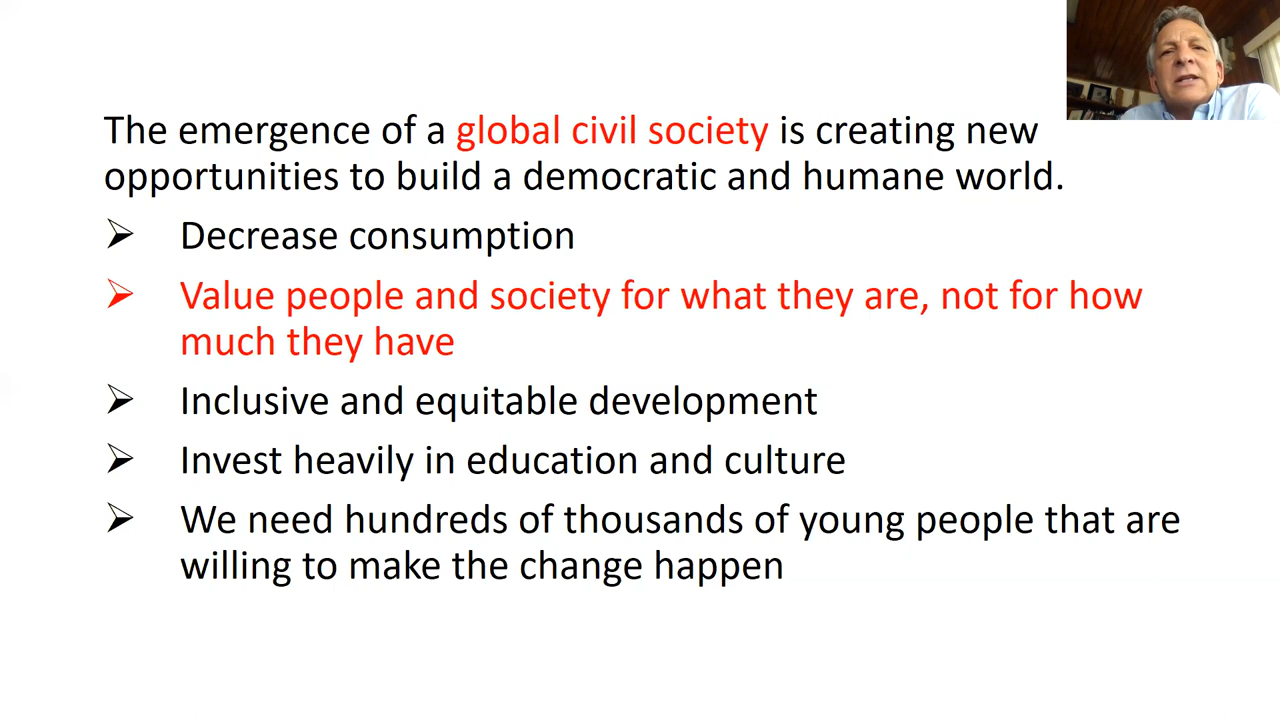 The emergence of a global civil society is creating new
opportunities to build a democratic and humane world.
➢ Decrease consumption
➢ Value people and society for what they are, not for how
much they have
➢ Inclusive and equitable development
➢ Invest heavily in education and culture
➢ We need hundreds of thousands of young people that are
willing to make the change happen